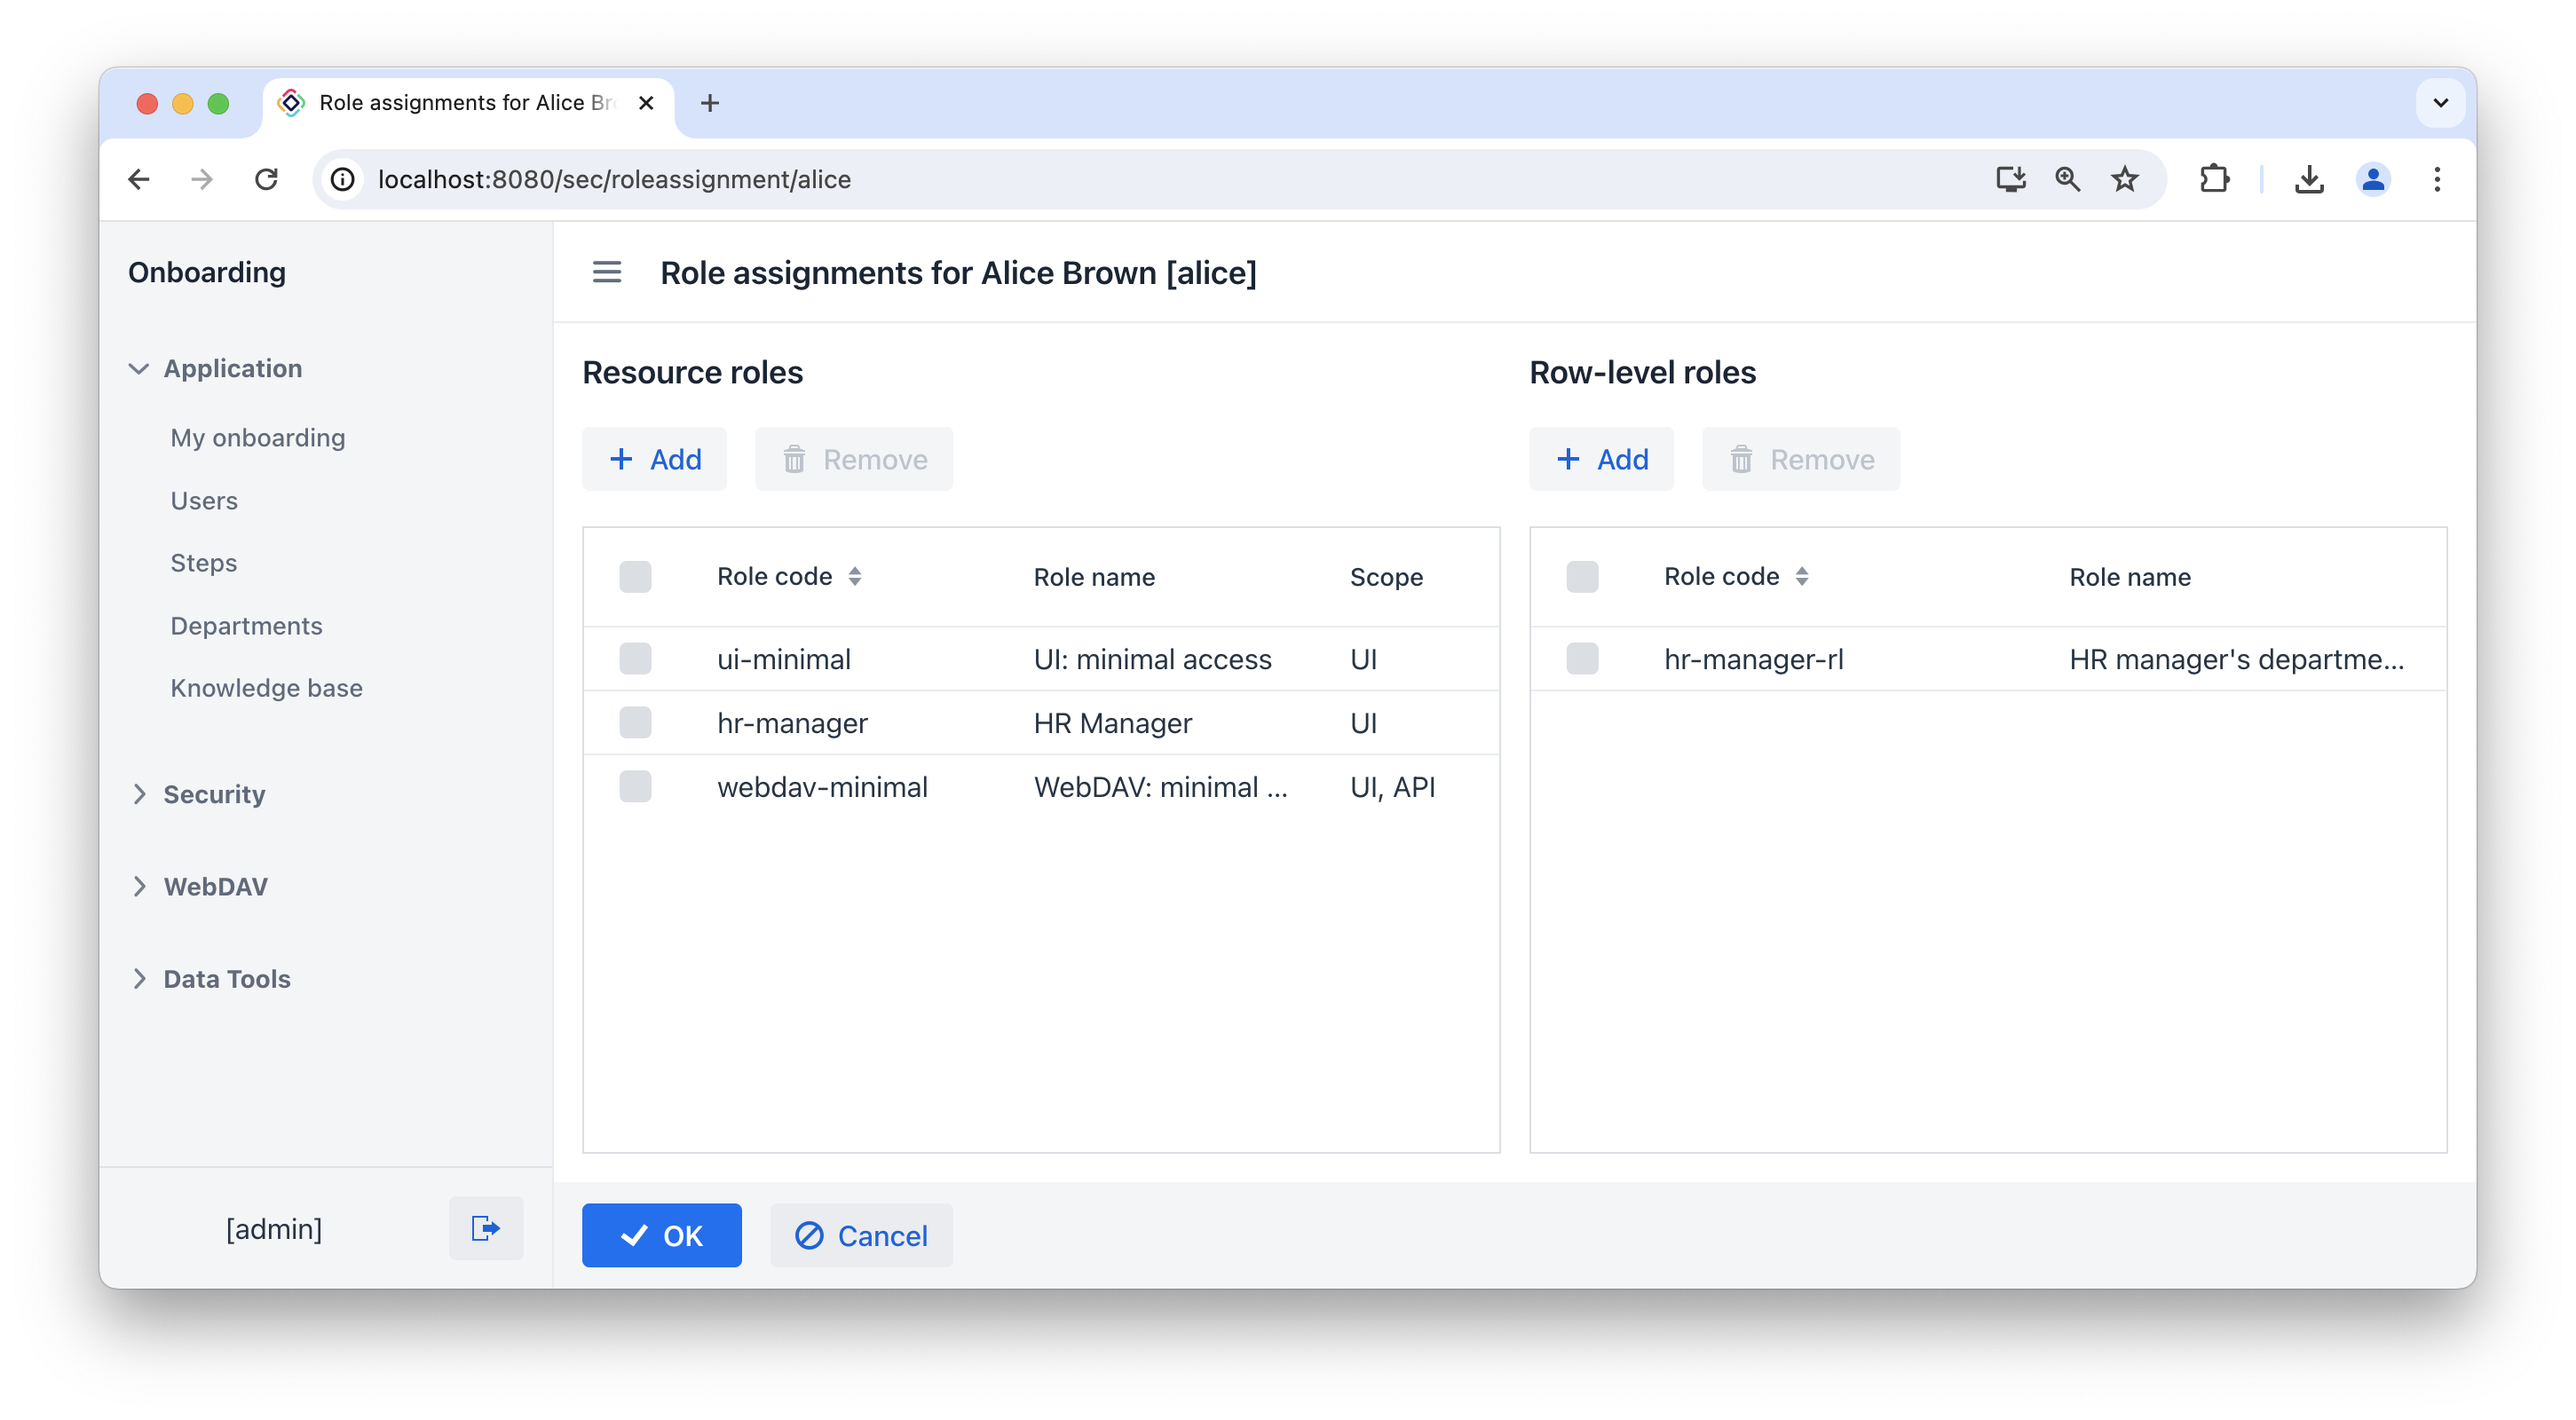 Role assignments for Alice Br
localhost:8080/sec/roleassignment/alice
Onboarding
Application
My onboarding
Users
Steps
Departments
Knowledge base
Security
WebDAV
Data Tools
[admin]
Role assignments for Alice Brown [alice]
Resource roles
Add Remove
Role code Role name Scope
ui-minimal UI: minimal access UI
hr-manager HR Manager UI
webdav-minimal WebDAV: minimal ... UI, API
Row-level roles
Add Remove
Role code Role name
hr-manager-rl HR manager's departme...
OK Cancel